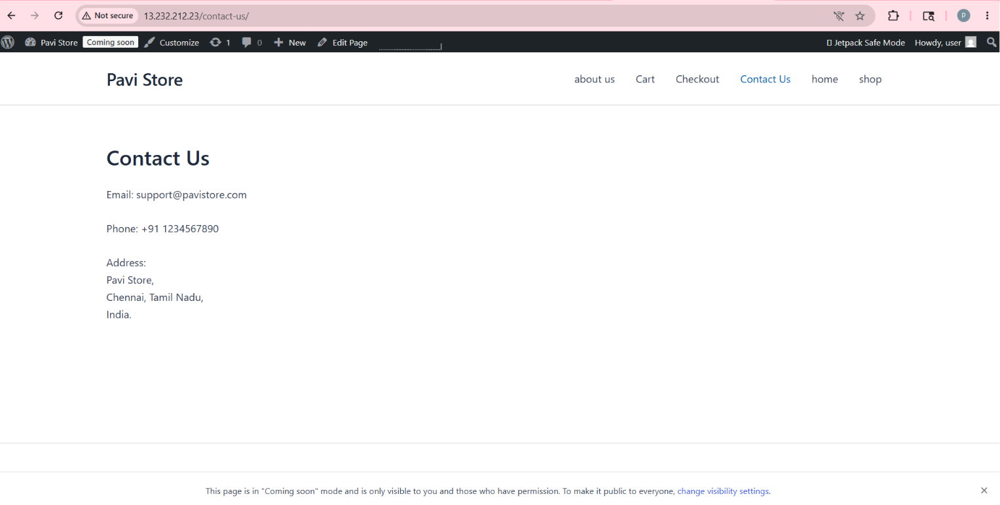 Not secure 13.232.212.23/contact-us/ P
Pavi Store Coming soon Customize 1 0 New Edit Page Jetpack Safe Mode Howdy, user
Pavi Store about us Cart Checkout Contact Us home shop
Contact Us
Email: support@pavistore.com
Phone: +91 1234567890
Address:
Pavi Store,
Chennai, Tamil Nadu,
India.
This page is in "Coming soon" mode and is only visible to you and those who have permission. To make it public to everyone, change visibility settings.